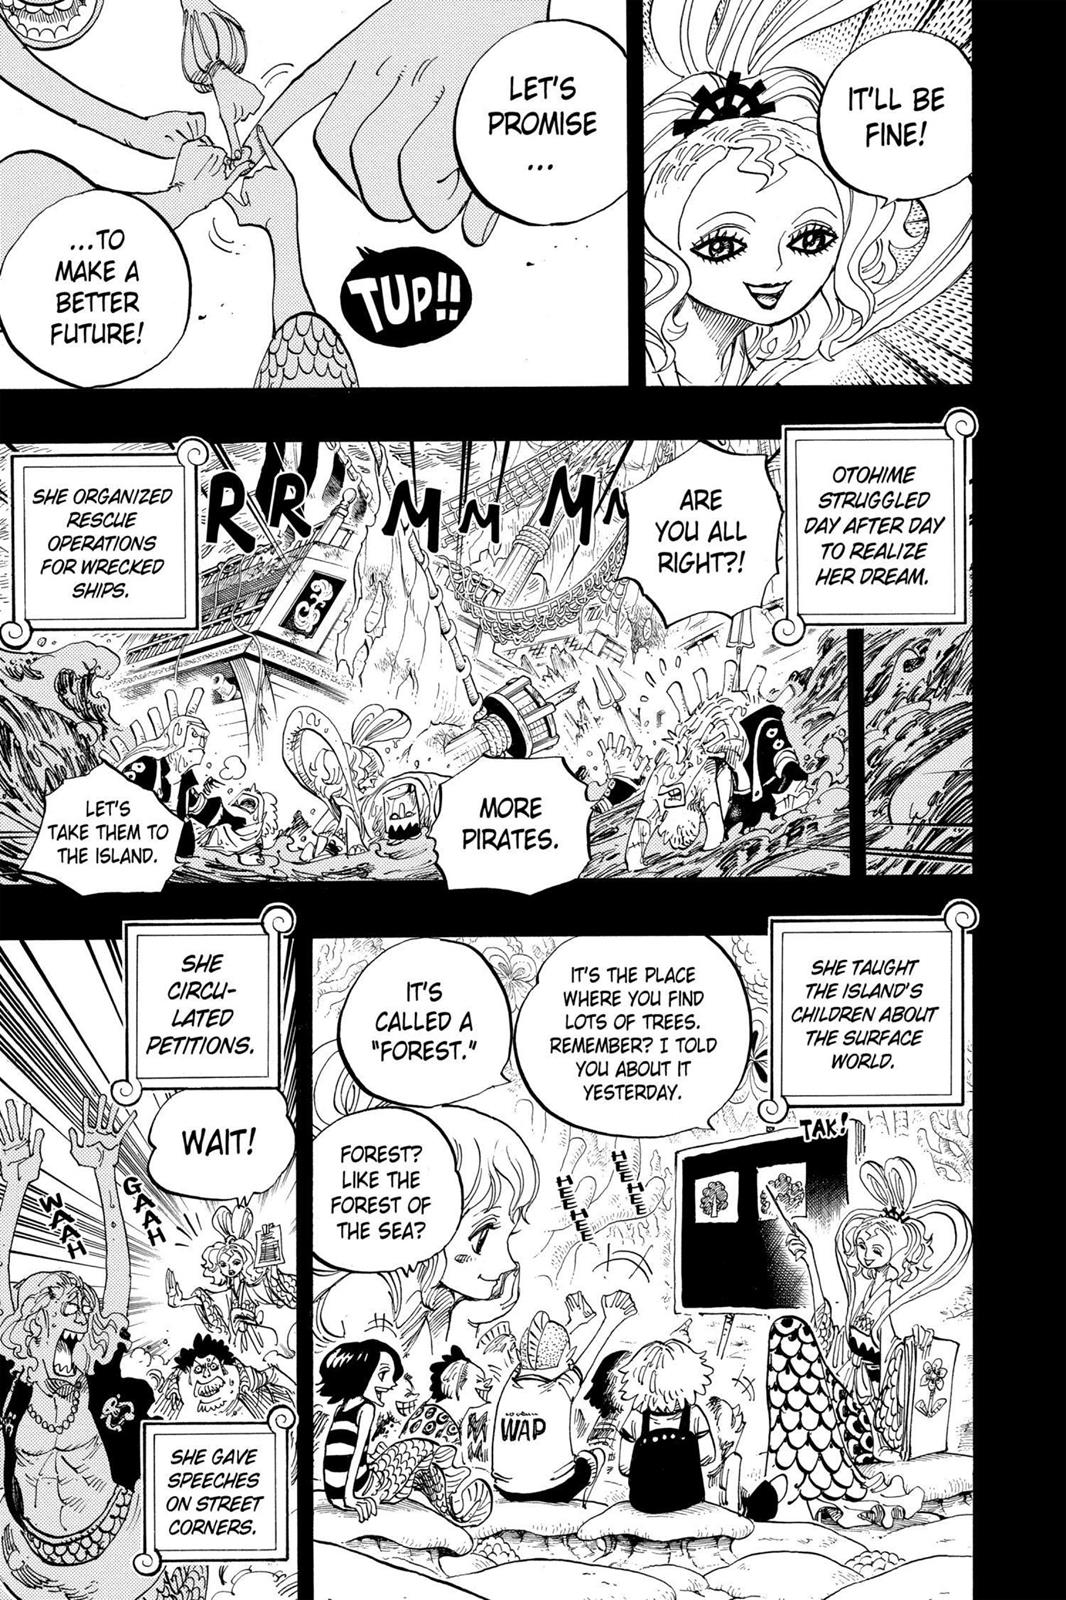 IT'LL BE
FINE!
LET'S
PROMISE
...
...TO
MAKE A
BETTER
FUTURE!
TUP!!
OTOHIME
STRUGGLED
DAY AFTER DAY
TO REALIZE
HER DREAM.
ARE
YOU ALL
RIGHT?!
RRMMMM
SHE ORGANIZED
RESCUE
OPERATIONS
FOR WRECKED
SHIPS.
MORE
PIRATES.
LET'S
TAKE THEM TO
THE ISLAND.
SHE TAUGHT
THE ISLAND'S
CHILDREN ABOUT
THE SURFACE
WORLD.
IT'S THE PLACE
WHERE YOU FIND
LOTS OF TREES.
REMEMBER? I TOLD
YOU ABOUT IT
YESTERDAY.
IT'S
CALLED A
"FOREST."
TAK!
FOREST?
LIKE THE
FOREST OF
THE SEA?
HEEHEE
HEEHEE
WAP
SHE
CIRCU-
LATED
PETITIONS.
WAIT!
GAAH
WAAH
SHE GAVE
SPEECHES
ON STREET
CORNERS.